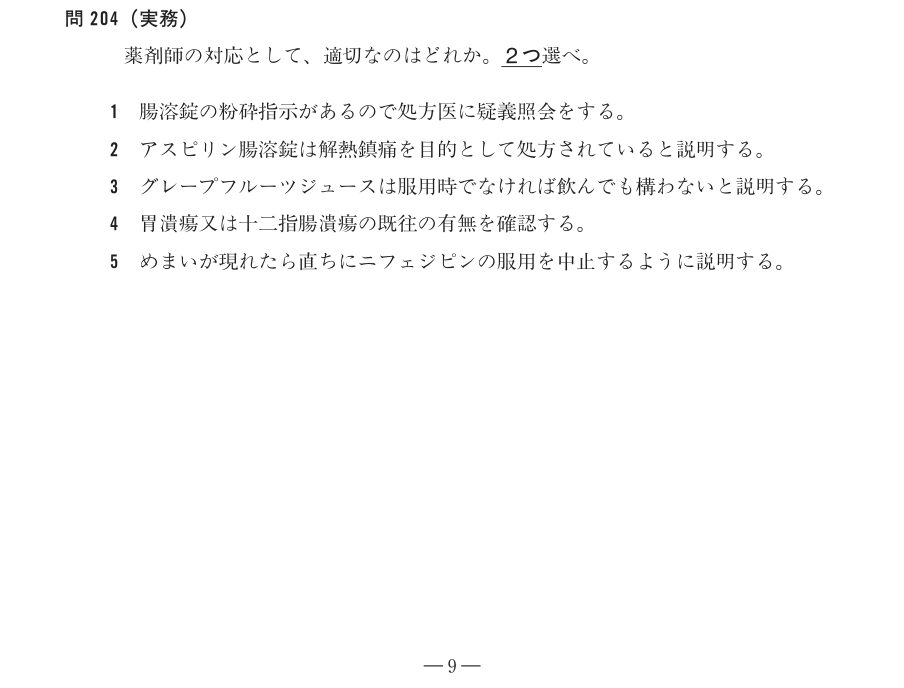 問 204（実務）
薬剤師の対応として、適切なのはどれか。２つ選べ。
1 腸溶錠の粉砕指示があるので処方医に疑義照会をする。
2 アスピリン腸溶錠は解熱鎮痛を目的として処方されていると説明する。
3 グレープフルーツジュースは服用時でなければ飲んでも構わないと説明する。
4 胃潰瘍又は十二指腸潰瘍の既往の有無を確認する。
5 めまいが現れたら直ちにニフェジピンの服用を中止するように説明する。
— 9 —